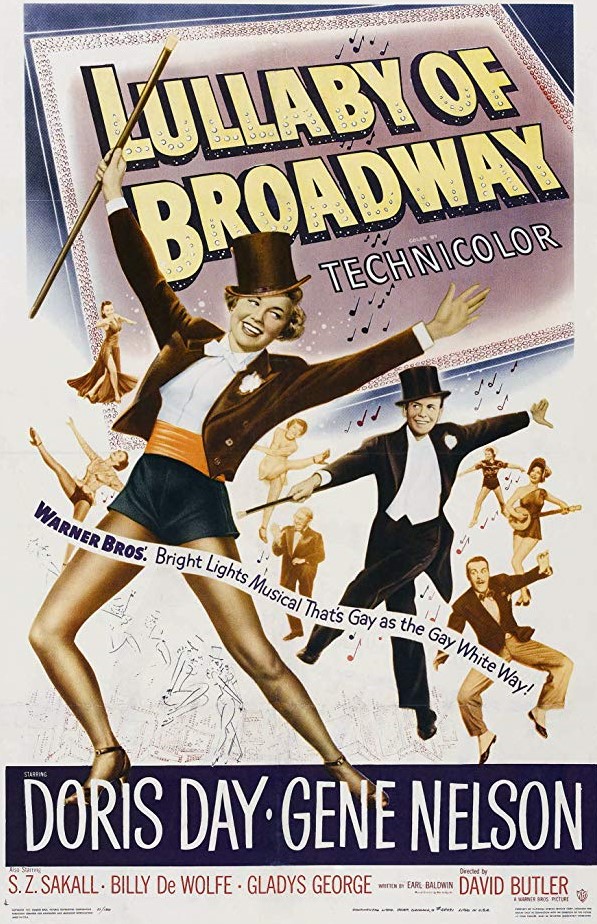 LULLABY OF
BROADWAY
COLOR BY
TECHNICOLOR
WARNER BROS'. Bright Lights Musical That's Gay as the Gay White Way!
STARRING
DORIS DAY · GENE NELSON
Also Starring
S.Z. SAKALL · BILLY De WOLFE · GLADYS GEORGE · WRITTEN BY EARL BALDWIN
Directed by
DAVID BUTLER
A WARNER BROS. PICTURE